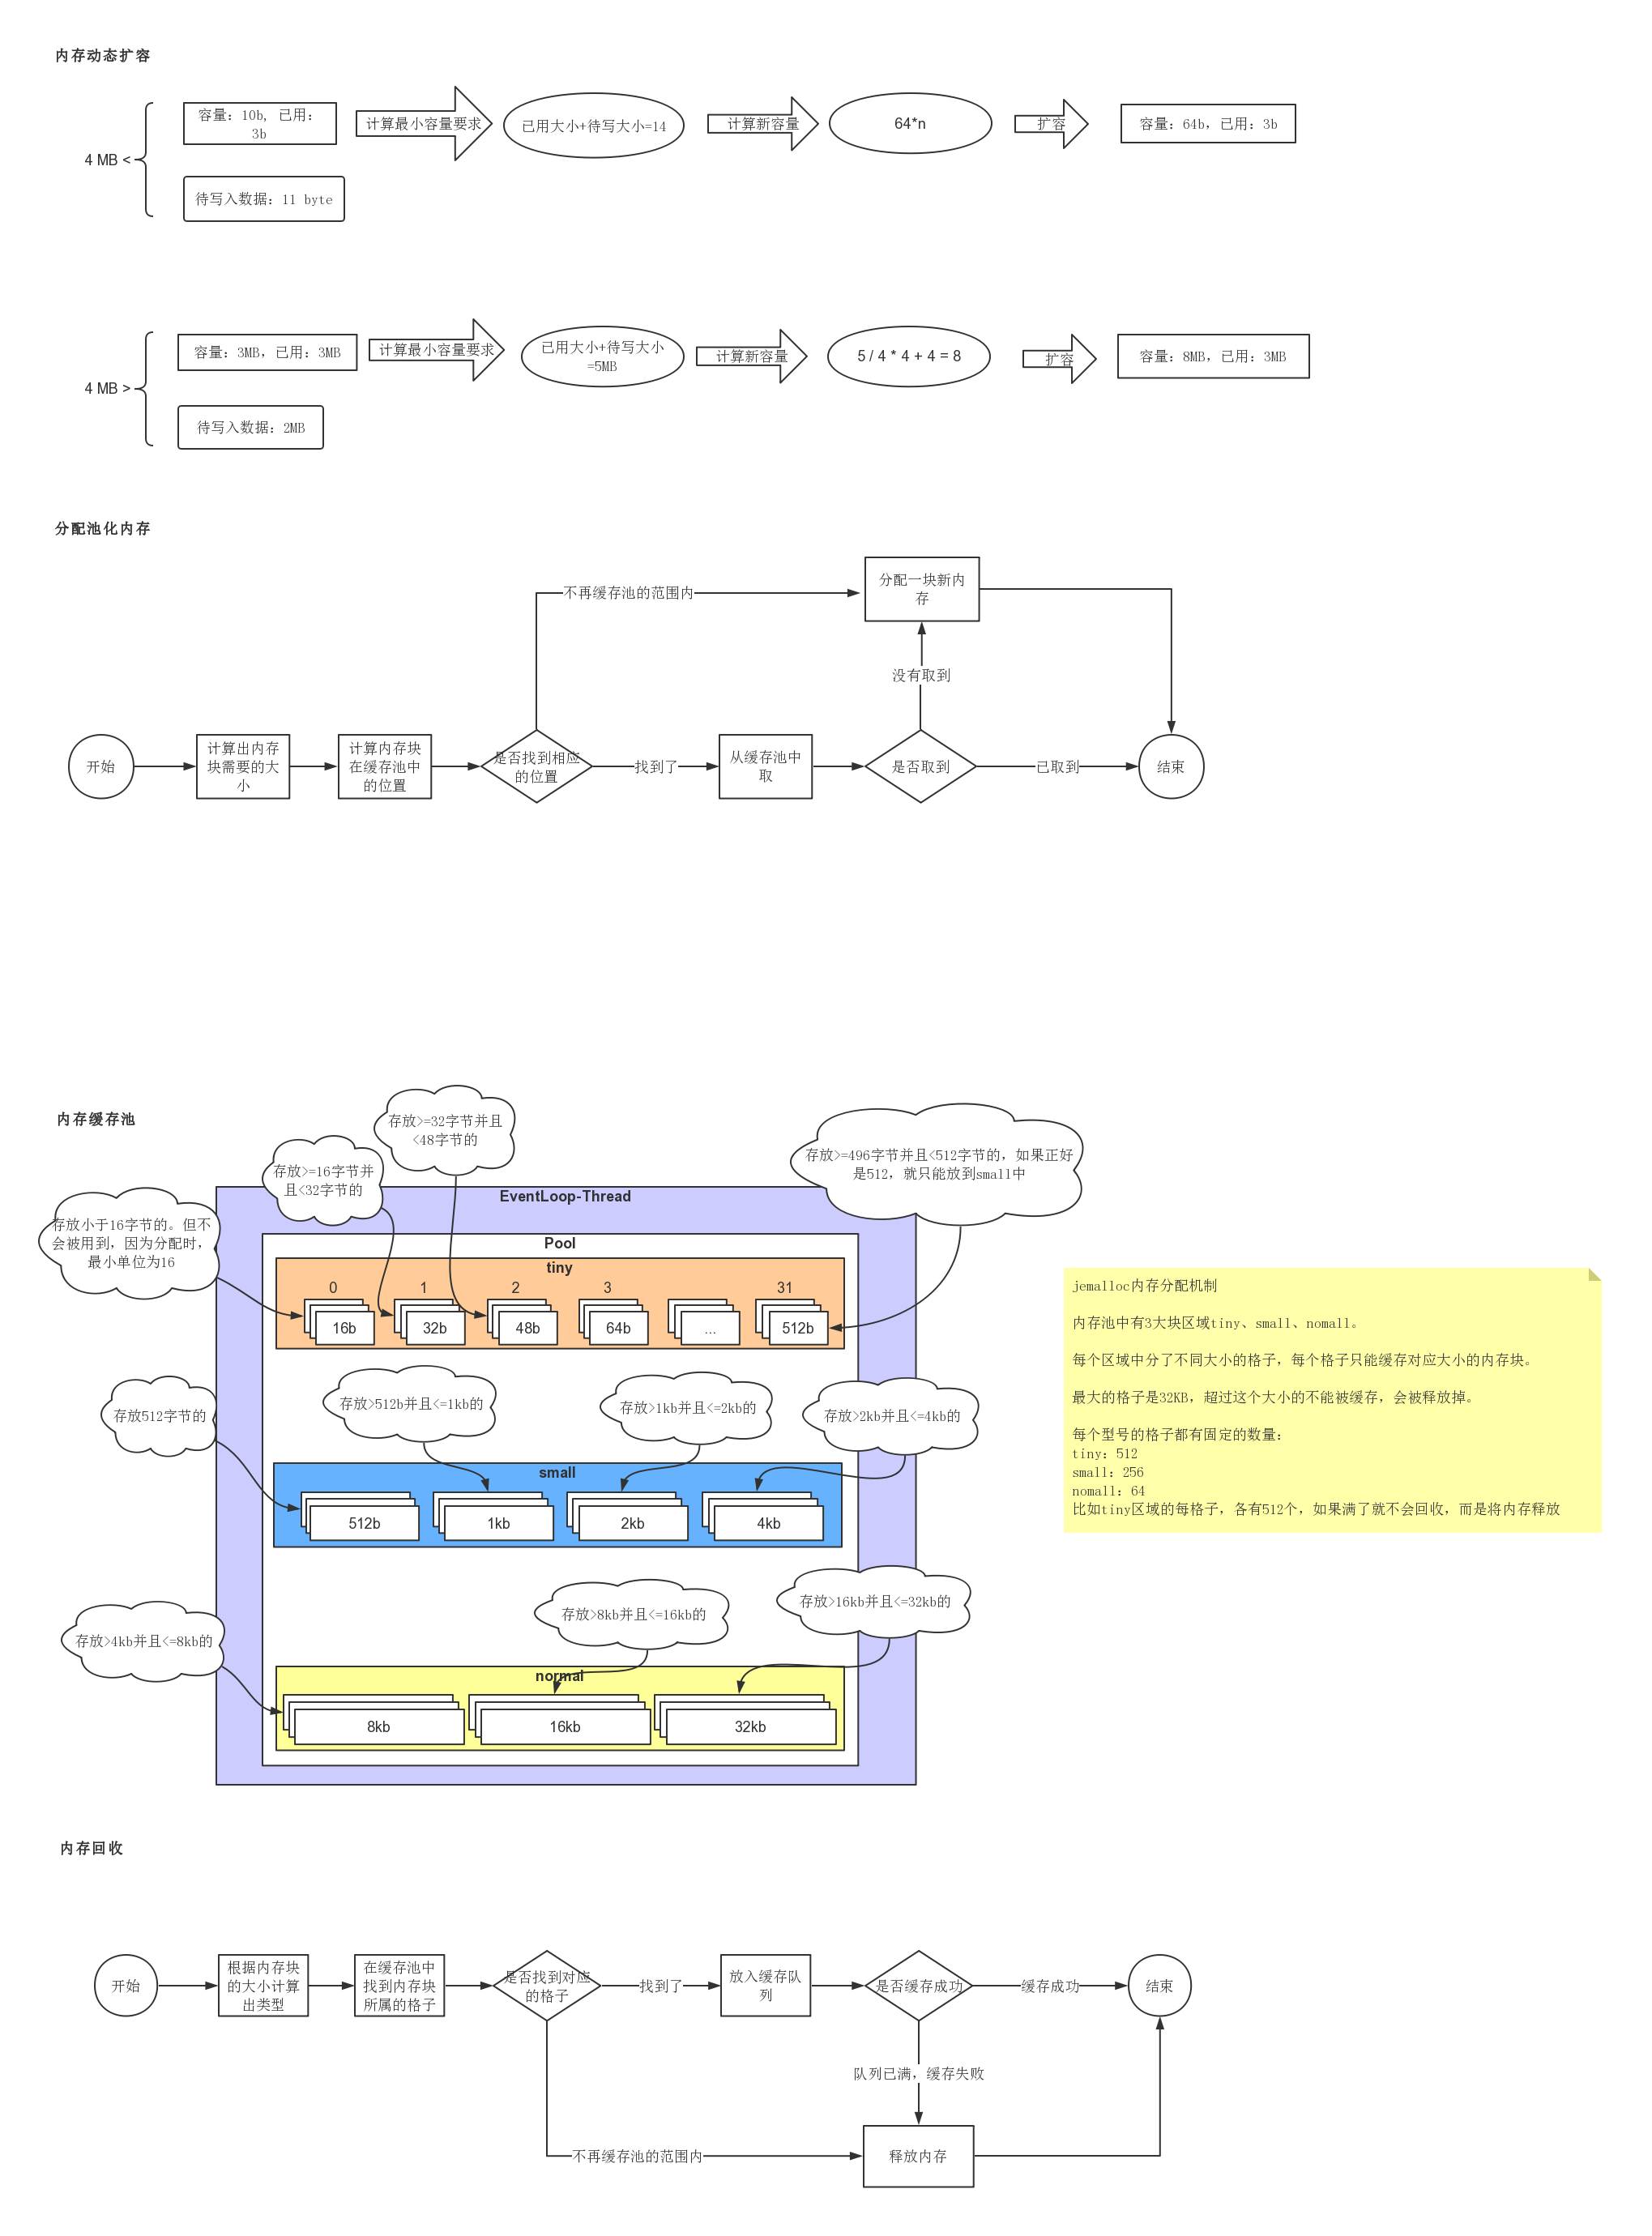 内存动态扩容
4 MB <
容量：10b，已用：
3b
待写入数据：11 byte
计算最小容量要求
已用大小+待写大小=14
计算新容量
64*n
扩容
容量：64b，已用：3b
4 MB >
容量：3MB，已用：3MB
待写入数据：2MB
计算最小容量要求
已用大小+待写大小
=5MB
计算新容量
5 / 4 * 4 + 4 = 8
扩容
容量：8MB，已用：3MB
分配池化内存
开始
计算出内存
块需要的大
小
计算内存块
在缓存池中
的位置
是否找到相应
的位置
不再缓存池的范围内
找到了
从缓存池中
取
是否取到
没有取到
分配一块新内
存
已取到
结束
内存缓存池
存放小于16字节的。但不
会被用到，因为分配时，
最小单位为16
存放>=16字节并
且<32字节的
存放>=32字节并且
<48字节的
存放>=496字节并且<512字节的，如果正好
是512，就只能放到small中
EventLoop-Thread
Pool
tiny
0
1
2
3
31
16b
32b
48b
64b
...
512b
存放512字节的
存放>512b并且<=1kb的
存放>1kb并且<=2kb的
存放>2kb并且<=4kb的
small
512b
1kb
2kb
4kb
存放>4kb并且<=8kb的
存放>8kb并且<=16kb的
存放>16kb并且<=32kb的
normal
8kb
16kb
32kb
jemalloc内存分配机制
内存池中有3大块区域tiny、small、nomall。
每个区域中分了不同大小的格子，每个格子只能缓存对应大小的内存块。
最大的格子是32KB，超过这个大小的不能被缓存，会被释放掉。
每个型号的格子都有固定的数量：
tiny：512
small：256
nomall：64
比如tiny区域的每格子，各有512个，如果满了就不会回收，而是将内存释放
内存回收
开始
根据内存块
的大小计算
出类型
在缓存池中
找到内存块
所属的格子
是否找到对应
的格子
找到了
放入缓存队
列
是否缓存成功
缓存成功
结束
队列已满，缓存失败
不再缓存池的范围内
释放内存